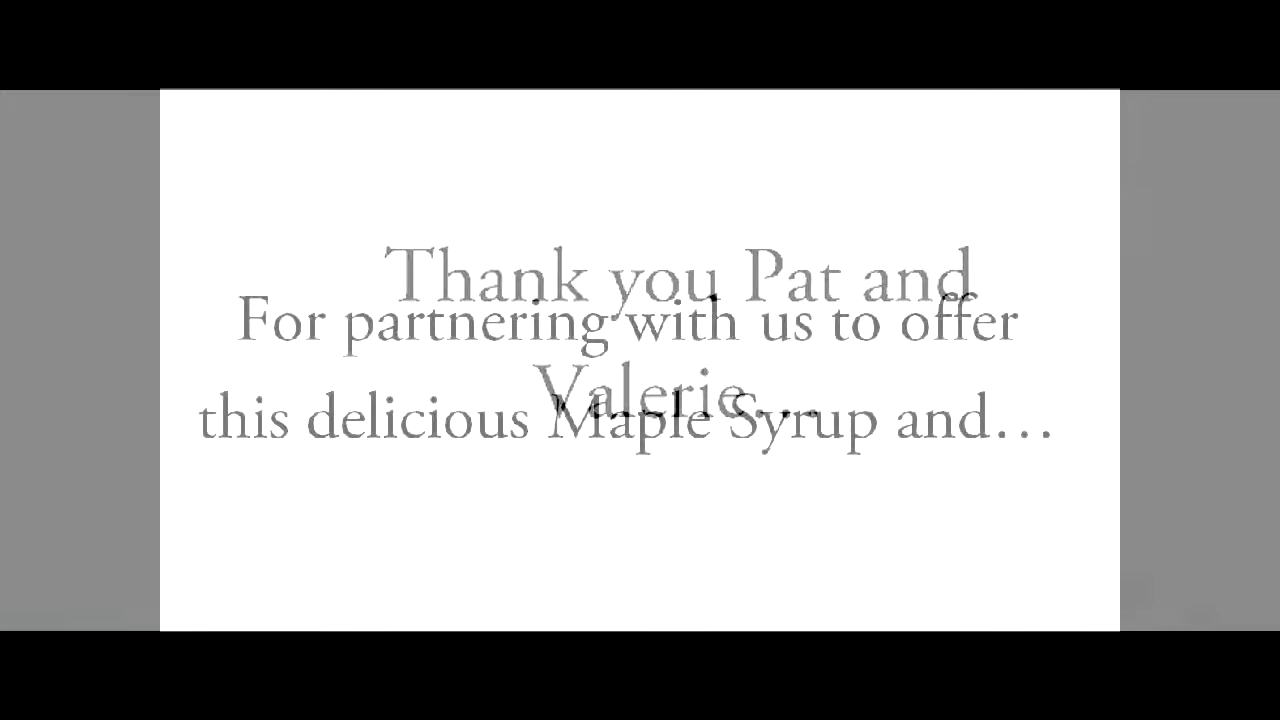 Thank you Pat and
Valerie...
For partnering with us to offer
this delicious Maple Syrup and...